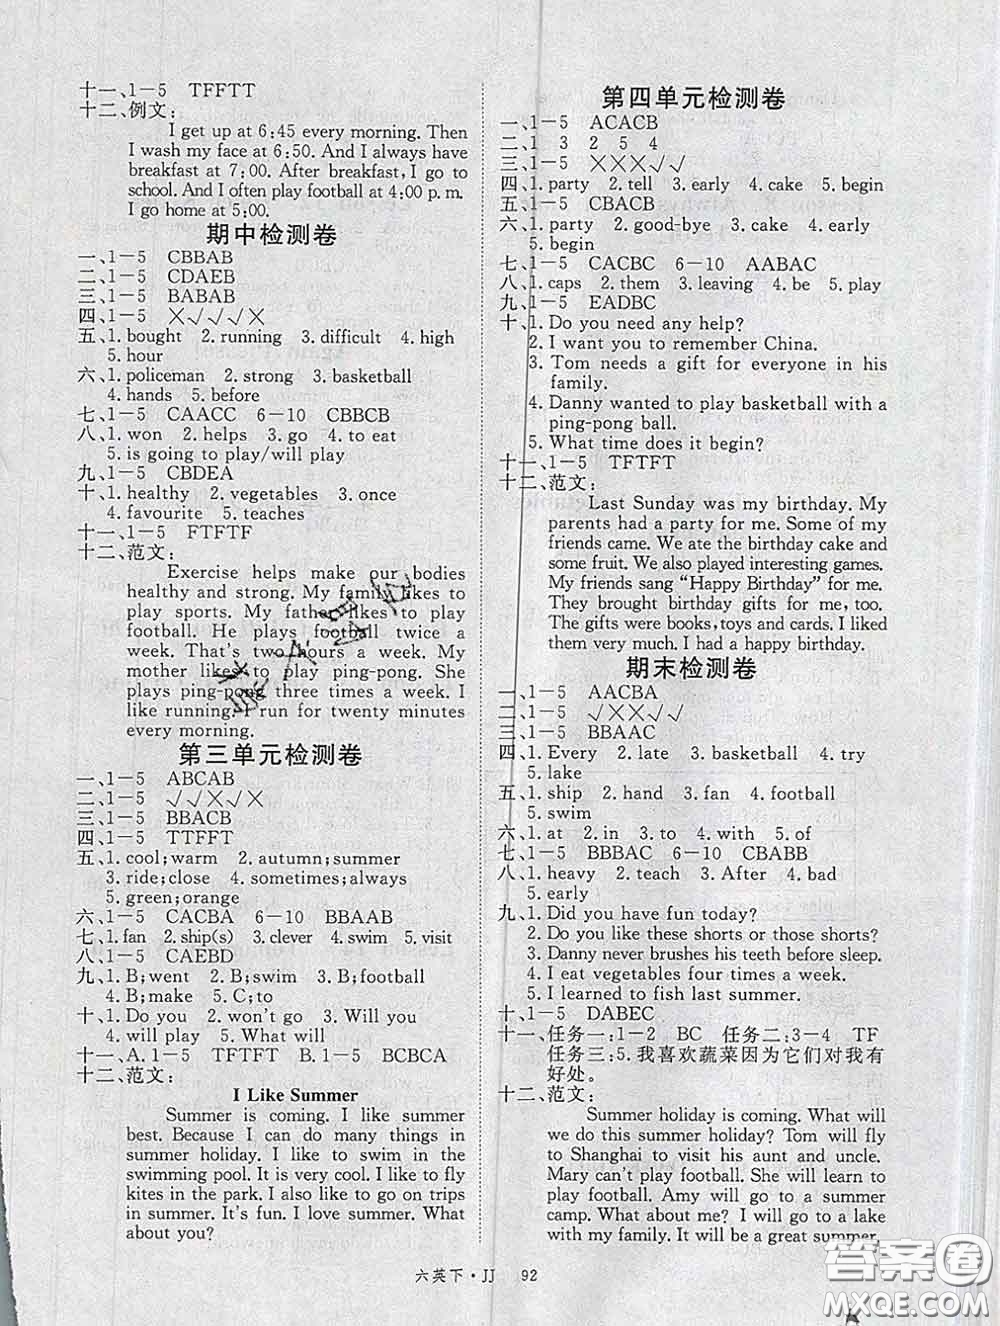 十一、1-5 TFFTT
十二、例文：
I get up at 6:45 every morning. Then
I wash my face at 6:50. And I always have
breakfast at 7:00. After breakfast, I go to
school. And I often play football at 4:00 p.m.
I go home at 5:00.
期中检测卷
一、1-5 CBBAB
二、1-5 CDAEB
三、1-5 BABAB
四、1-5 ×√√√×
五、1. bought 2. running 3. difficult 4. high
5. hour
六、1. policeman 2. strong 3. basketball
4. hands 5. before
七、1-5 CAACC 6-10 CBBCB
八、1. won 2. helps 3. go 4. to eat
5. is going to play/will play
九、1-5 CBDEA
十、1. healthy 2. vegetables 3. once
4. favourite 5. teaches
十一、1-5 FTFTF
十二、范文：
Exercise helps make our bodies
healthy and strong. My family likes to
play sports. My father likes to play
football. He plays football twice a
week. That's two hours a week. My
mother likes to play ping-pong. She
plays ping-pong three times a week. I
like running. I run for twenty minutes
every morning.
第三单元检测卷
一、1-5 ABCAB
二、1-5 √√×√×
三、1-5 BBACB
四、1-5 TTFFT
五、1. cool;warm 2. autumn;summer
3. ride;close 4. sometimes;always
5. green;orange
六、1-5 CACBA 6-10 BBAAB
七、1. fan 2. ship(s) 3. clever 4. swim 5. visit
八、1-5 CAEBD
九、1. B;went 2. B;swim 3. B;football
4. B;make 5. C;to
十、1. Do you 2. won't go 3. Will you
4. will play 5. What will
十一、A. 1-5 TFTFT B. 1-5 BCBCA
十二、范文：
I Like Summer
Summer is coming. I like summer
best. Because I can do many things in
summer holiday. I like to swim in the
swimming pool. It is very cool. I like to fly
kites in the park. I also like to go on trips
in summer. It's fun. I love summer. What
about you?
第四单元检测卷
一、1-5 ACACB
二、1 3 2 5 4
三、1-5 ×××√√
四、1. party 2. tell 3. early 4. cake 5. begin
五、1-5 CBACB
六、1. party 2. good-bye 3. cake 4. early
5. begin
七、1-5 CACBC 6-10 AABAC
八、1. caps 2. them 3. leaving 4. be 5. play
九、1-5 EADBC
十、1. Do you need any help?
2. I want you to remember China.
3. Tom needs a gift for everyone in his
family.
4. Danny wanted to play basketball with a
ping-pong ball.
5. What time does it begin?
十一、1-5 TFTFT
十二、范文：
Last Sunday was my birthday. My
parents had a party for me. Some of my
friends came. We ate the birthday cake and
some fruit. We also played interesting games.
My friends sang “Happy Birthday” for me.
They brought birthday gifts for me, too.
The gifts were books, toys and cards. I liked
them very much. I had a happy birthday.
期末检测卷
一、1-5 AACBA
二、1-5 √××√√
三、1-5 BBAAC
四、1. Every 2. late 3. basketball 4. try
5. lake
五、1. ship 2. hand 3. fan 4. football
5. swim
六、1. at 2. in 3. to 4. with 5. of
七、1-5 BBBAC 6-10 CBABB
八、1. heavy 2. teach 3. After 4. bad
5. early
九、1. Did you have fun today?
2. Do you like these shorts or those shorts?
3. Danny never brushes his teeth before sleep.
4. I eat vegetables four times a week.
5. I learned to fish last summer.
十、1-5 DABEC
十一、任务一：1-2 BC 任务二：3-4 TF
任务三：5. 我喜欢蔬菜因为它们对我有
好处。
十二、范文：
Summer holiday is coming. What will
we do this summer holiday? Tom will fly
to Shanghai to visit his aunt and uncle.
Mary can't play football. She will learn to
play football. Amy will go to a summer
camp. What about me? I will go to a lake
with my family. It will be a great summer.
六英下·JJ 92
答案圈
MXQE.COM